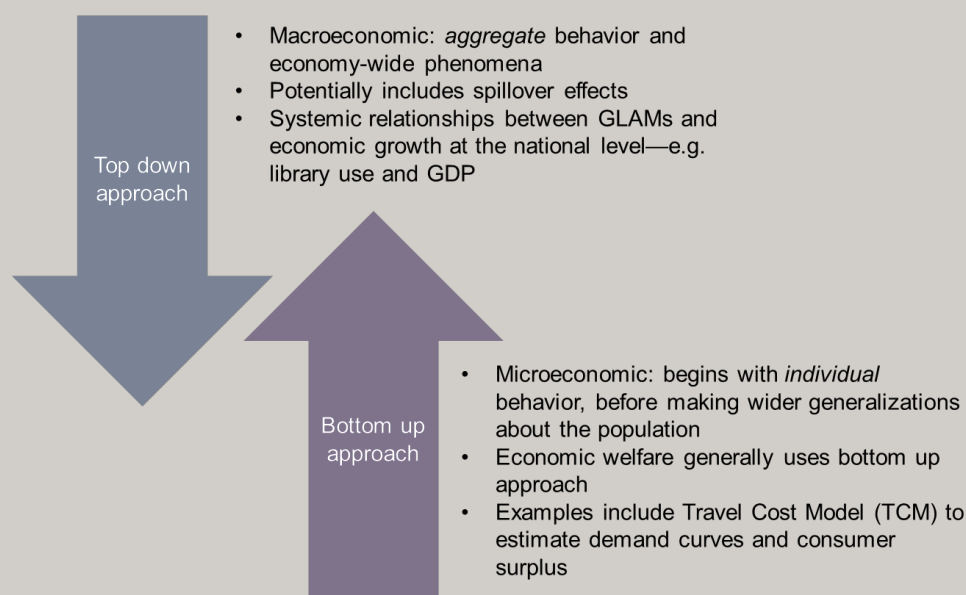 • Macroeconomic: aggregate behavior and
economy-wide phenomena
• Potentially includes spillover effects
• Systemic relationships between GLAMs and
economic growth at the national level—e.g.
library use and GDP
Top down
approach
Bottom up
approach
• Microeconomic: begins with individual
behavior, before making wider generalizations
about the population
• Economic welfare generally uses bottom up
approach
• Examples include Travel Cost Model (TCM) to
estimate demand curves and consumer
surplus